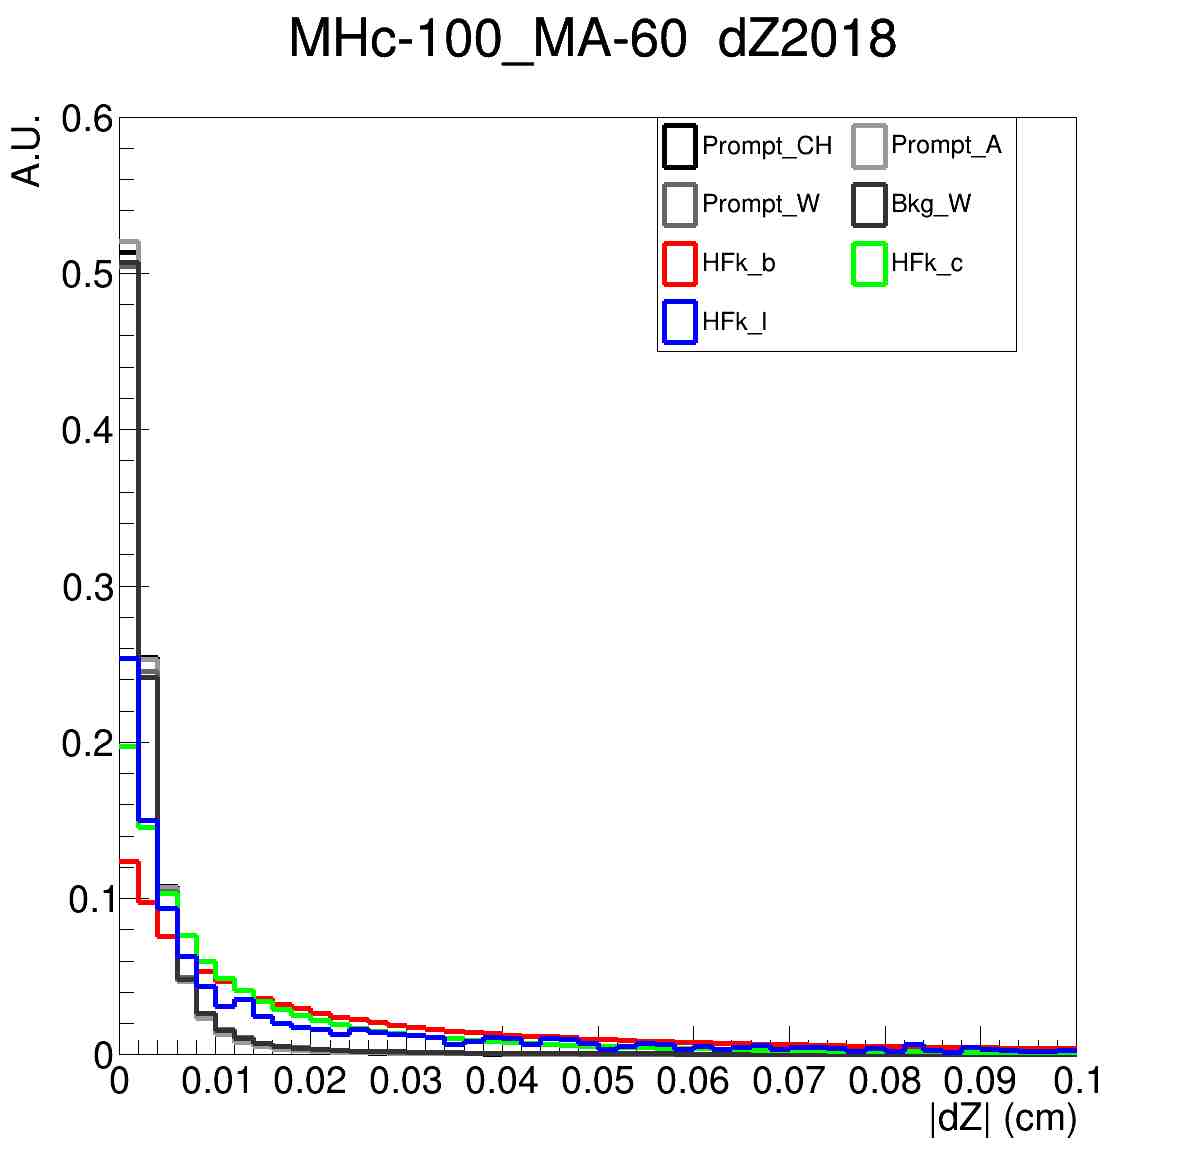 MHc-100_MA-60 dZ2018
A.U.
0.6
0.5
0.4
0.3
0.2
0.1
0
Prompt_CH Prompt_A
Prompt_W Bkg_W
HFk_b HFk_c
HFk_l
0 0.01 0.02 0.03 0.04 0.05 0.06 0.07 0.08 0.09 0.1
|dZ| (cm)